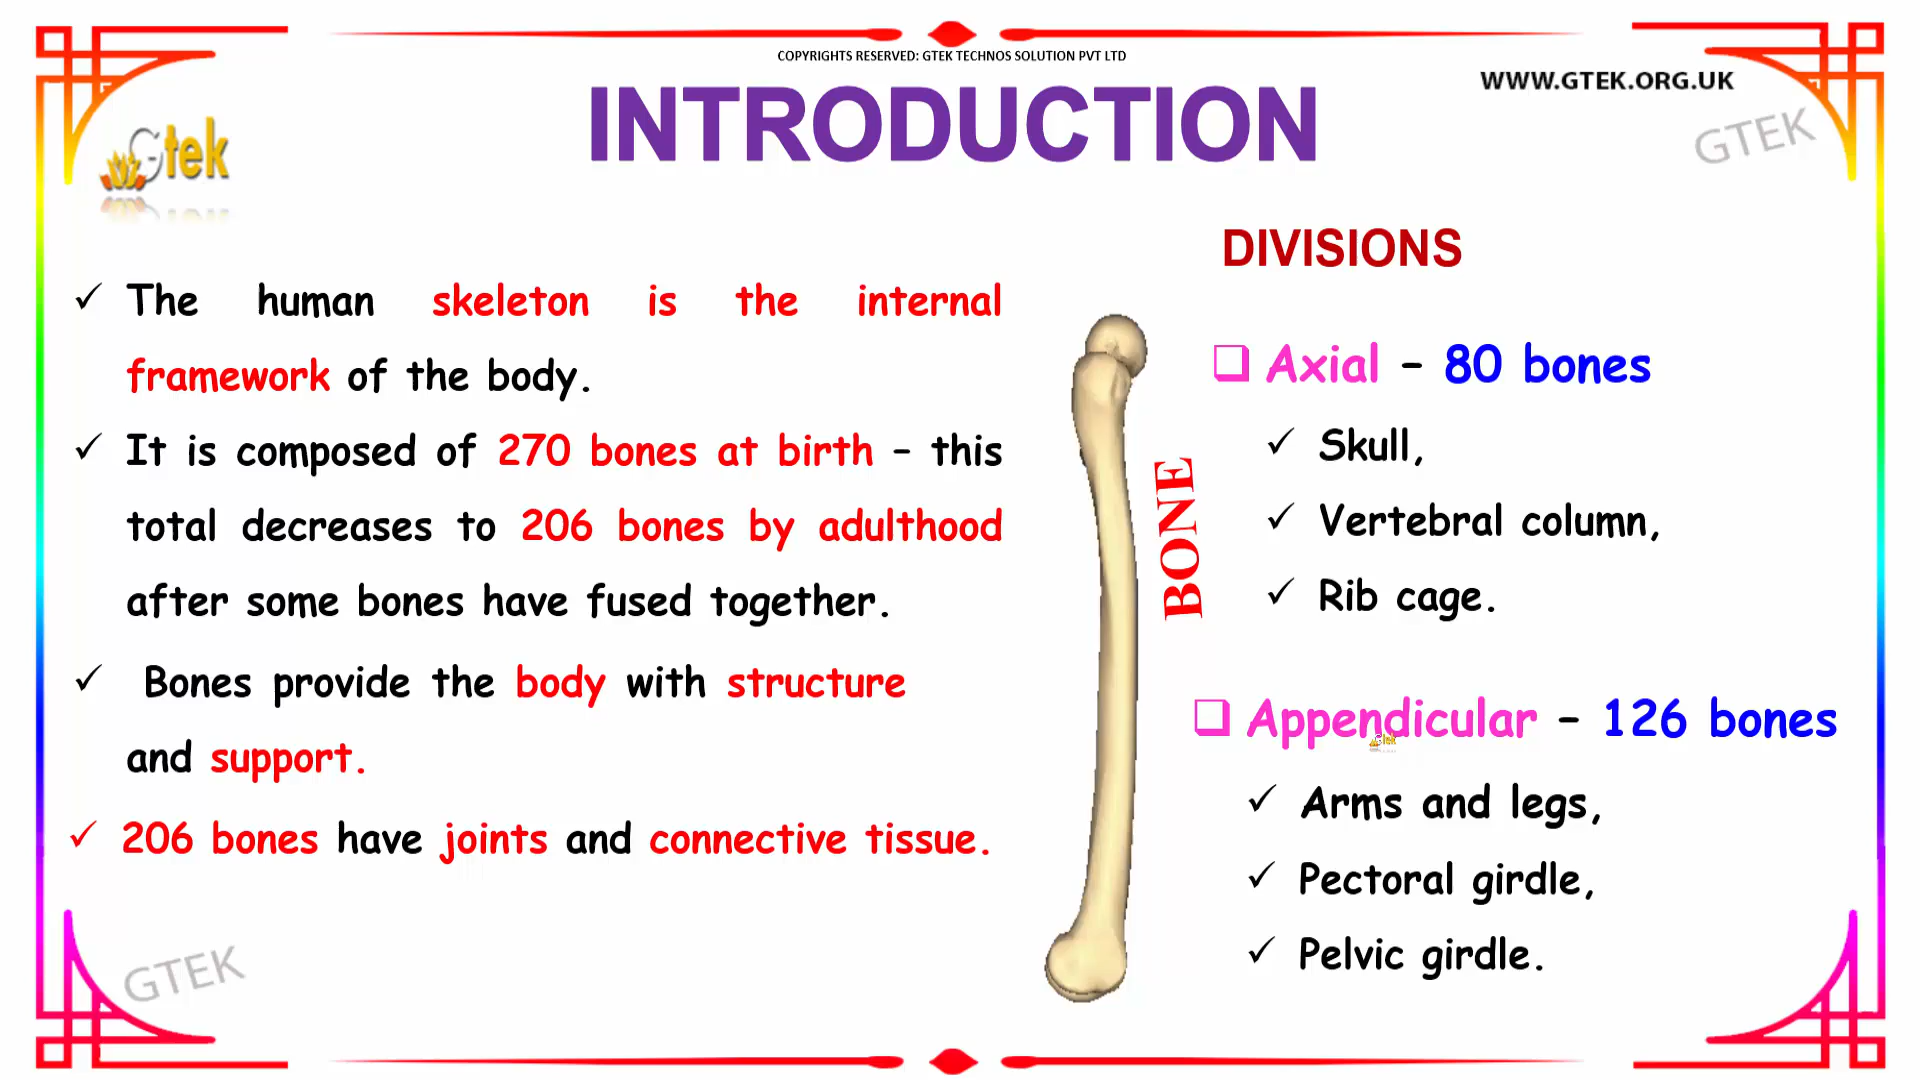 COPYRIGHTS RESERVED: GTEK TECHNOS SOLUTION PVT LTD
WWW.GTEK.ORG.UK
INTRODUCTION
Gtek
GTEK
The human skeleton is the internal
framework of the body.
It is composed of 270 bones at birth – this
total decreases to 206 bones by adulthood
after some bones have fused together.
Bones provide the body with structure
and support.
206 bones have joints and connective tissue.
BONE
DIVISIONS
Axial – 80 bones
Skull,
Vertebral column,
Rib cage.
Appendicular – 126 bones
Gtek
Arms and legs,
Pectoral girdle,
Pelvic girdle.
GTEK